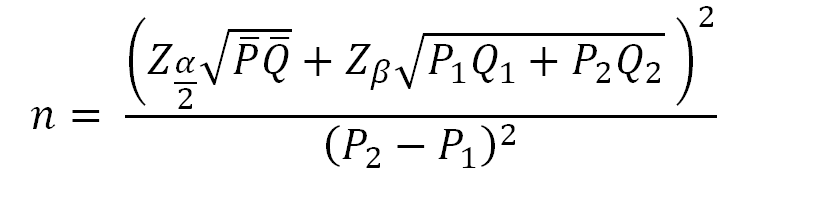 n = (Z_{α/2}√(P̅ Q̅) + Z_β√(P₁Q₁ + P₂Q₂))² / (P₂ − P₁)²